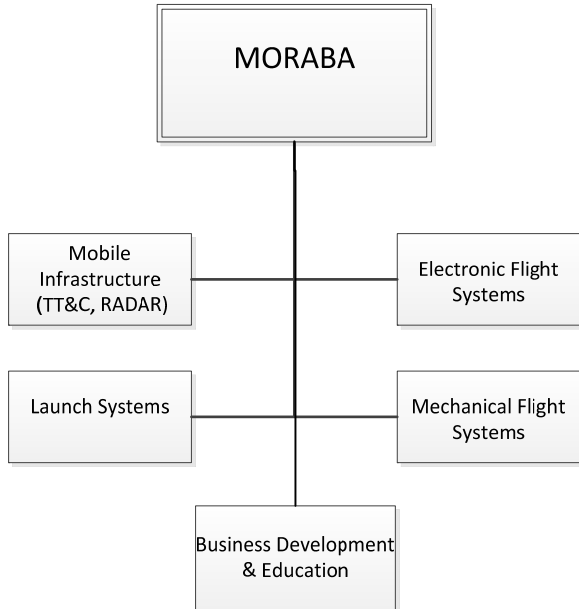 MORABA
Mobile
Infrastructure
(TT&C, RADAR)
Electronic Flight
Systems
Launch Systems
Mechanical Flight
Systems
Business Development
& Education